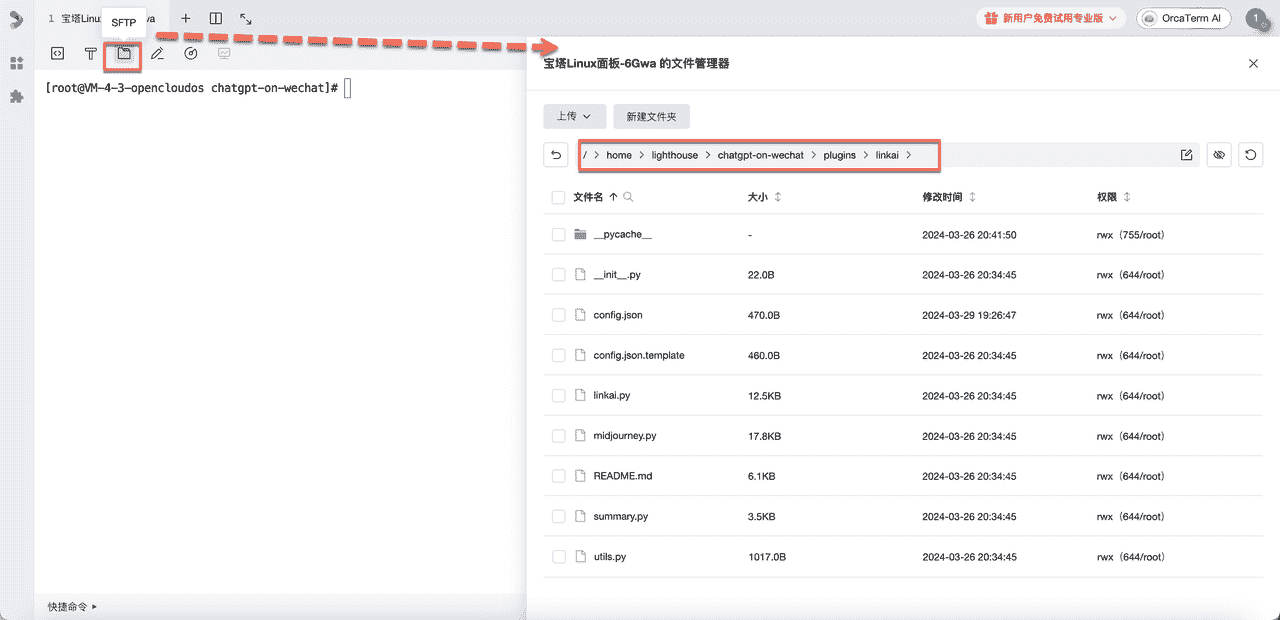 1 宝塔Linu
wa
SFTP
新用户免费试用专业版
OrcaTerm AI
1
[root@VM-4-3-opencloudos chatgpt-on-wechat]#
快捷命令
宝塔Linux面板-6Gwa 的文件管理器
上传
新建文件夹
/ > home > lighthouse > chatgpt-on-wechat > plugins > linkai >
文件名 大小 修改时间 权限
__pycache__ - 2024-03-26 20:41:50 rwx (755/root)
__init__.py 22.0B 2024-03-26 20:34:45 rwx (644/root)
config.json 470.0B 2024-03-29 19:26:47 rwx (644/root)
config.json.template 460.0B 2024-03-26 20:34:45 rwx (644/root)
linkai.py 12.5KB 2024-03-26 20:34:45 rwx (644/root)
midjourney.py 17.8KB 2024-03-26 20:34:45 rwx (644/root)
README.md 6.1KB 2024-03-26 20:34:45 rwx (644/root)
summary.py 3.5KB 2024-03-26 20:34:45 rwx (644/root)
utils.py 1017.0B 2024-03-26 20:34:45 rwx (644/root)